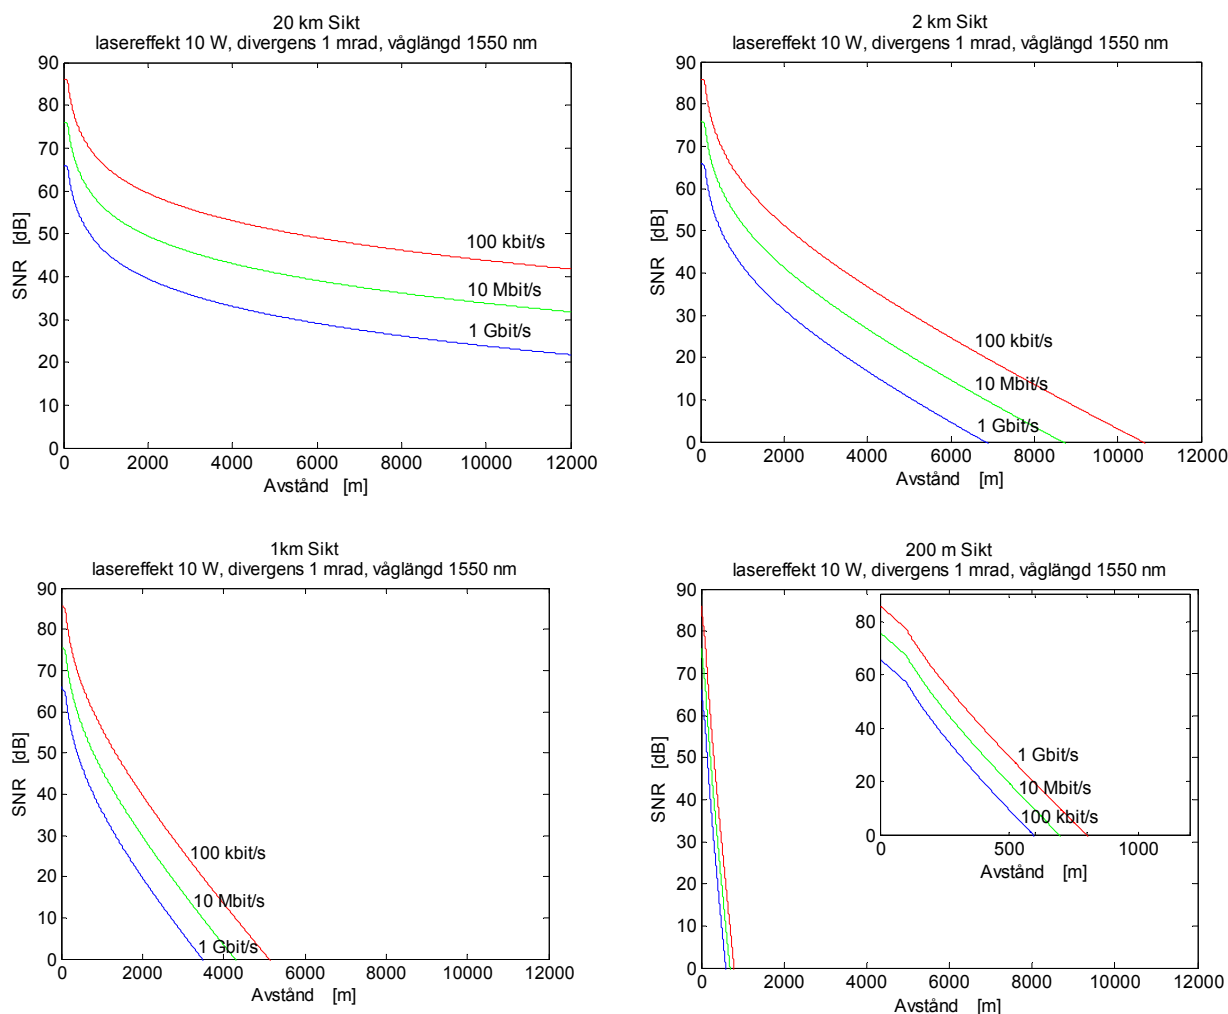 20 km Sikt
lasereffekt 10 W, divergens 1 mrad, våglängd 1550 nm
90
80
70
60
50
40
30
20
10
0
SNR [dB]
100 kbit/s
10 Mbit/s
1 Gbit/s
0 2000 4000 6000 8000 10000 12000
Avstånd [m]
2 km Sikt
lasereffekt 10 W, divergens 1 mrad, våglängd 1550 nm
90
80
70
60
50
40
30
20
10
0
SNR [dB]
100 kbit/s
10 Mbit/s
1 Gbit/s
0 2000 4000 6000 8000 10000 12000
Avstånd [m]
1km Sikt
lasereffekt 10 W, divergens 1 mrad, våglängd 1550 nm
90
80
70
60
50
40
30
20
10
0
SNR [dB]
100 kbit/s
10 Mbit/s
1 Gbit/s
0 2000 4000 6000 8000 10000 12000
Avstånd [m]
200 m Sikt
lasereffekt 10 W, divergens 1 mrad, våglängd 1550 nm
90
80
70
60
50
40
30
20
10
0
SNR [dB]
80
60
40
20
0
1 Gbit/s
10 Mbit/s
100 kbit/s
0 500 1000
Avstånd [m]
0 2000 4000 6000 8000 10000 12000
Avstånd [m]